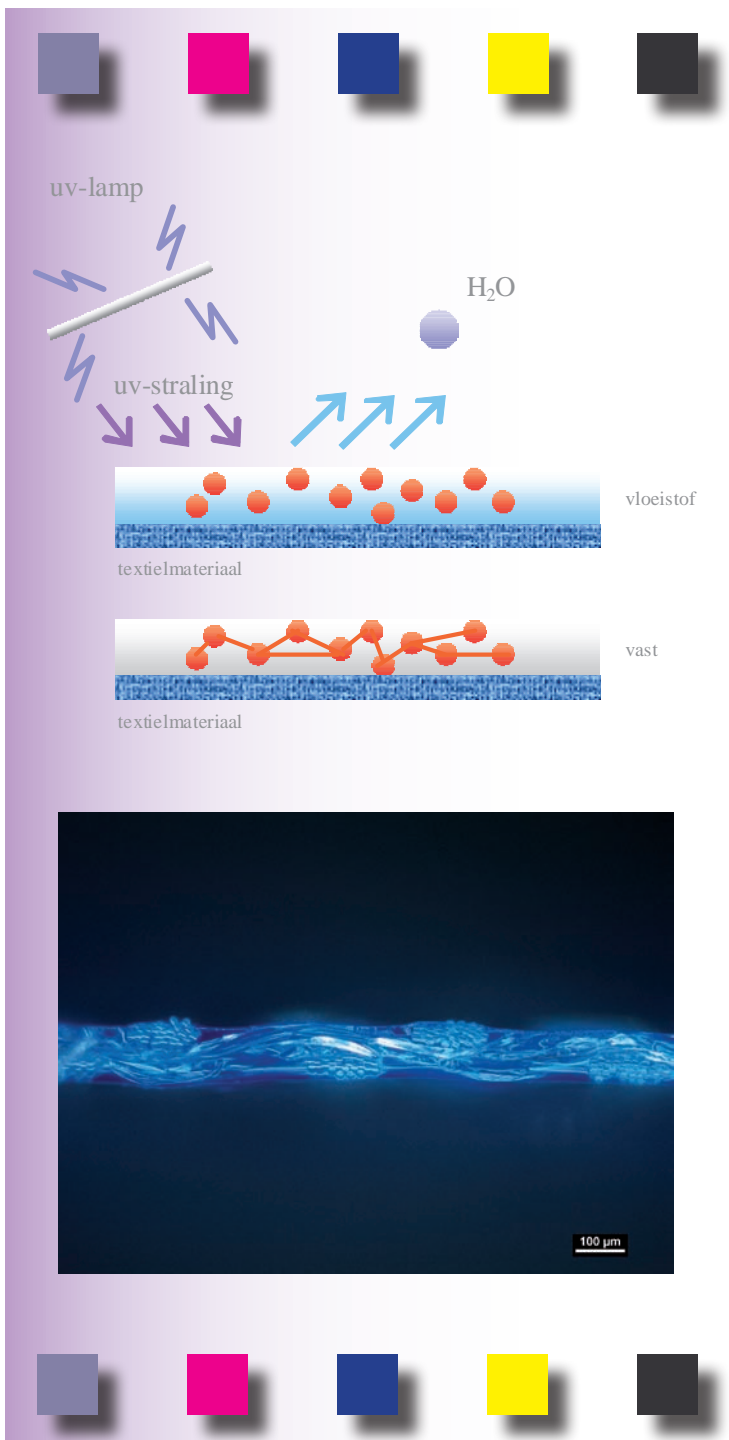 uv-lamp
H₂O
uv-straling
vloeistof
textielmateriaal
vast
textielmateriaal
100 µm